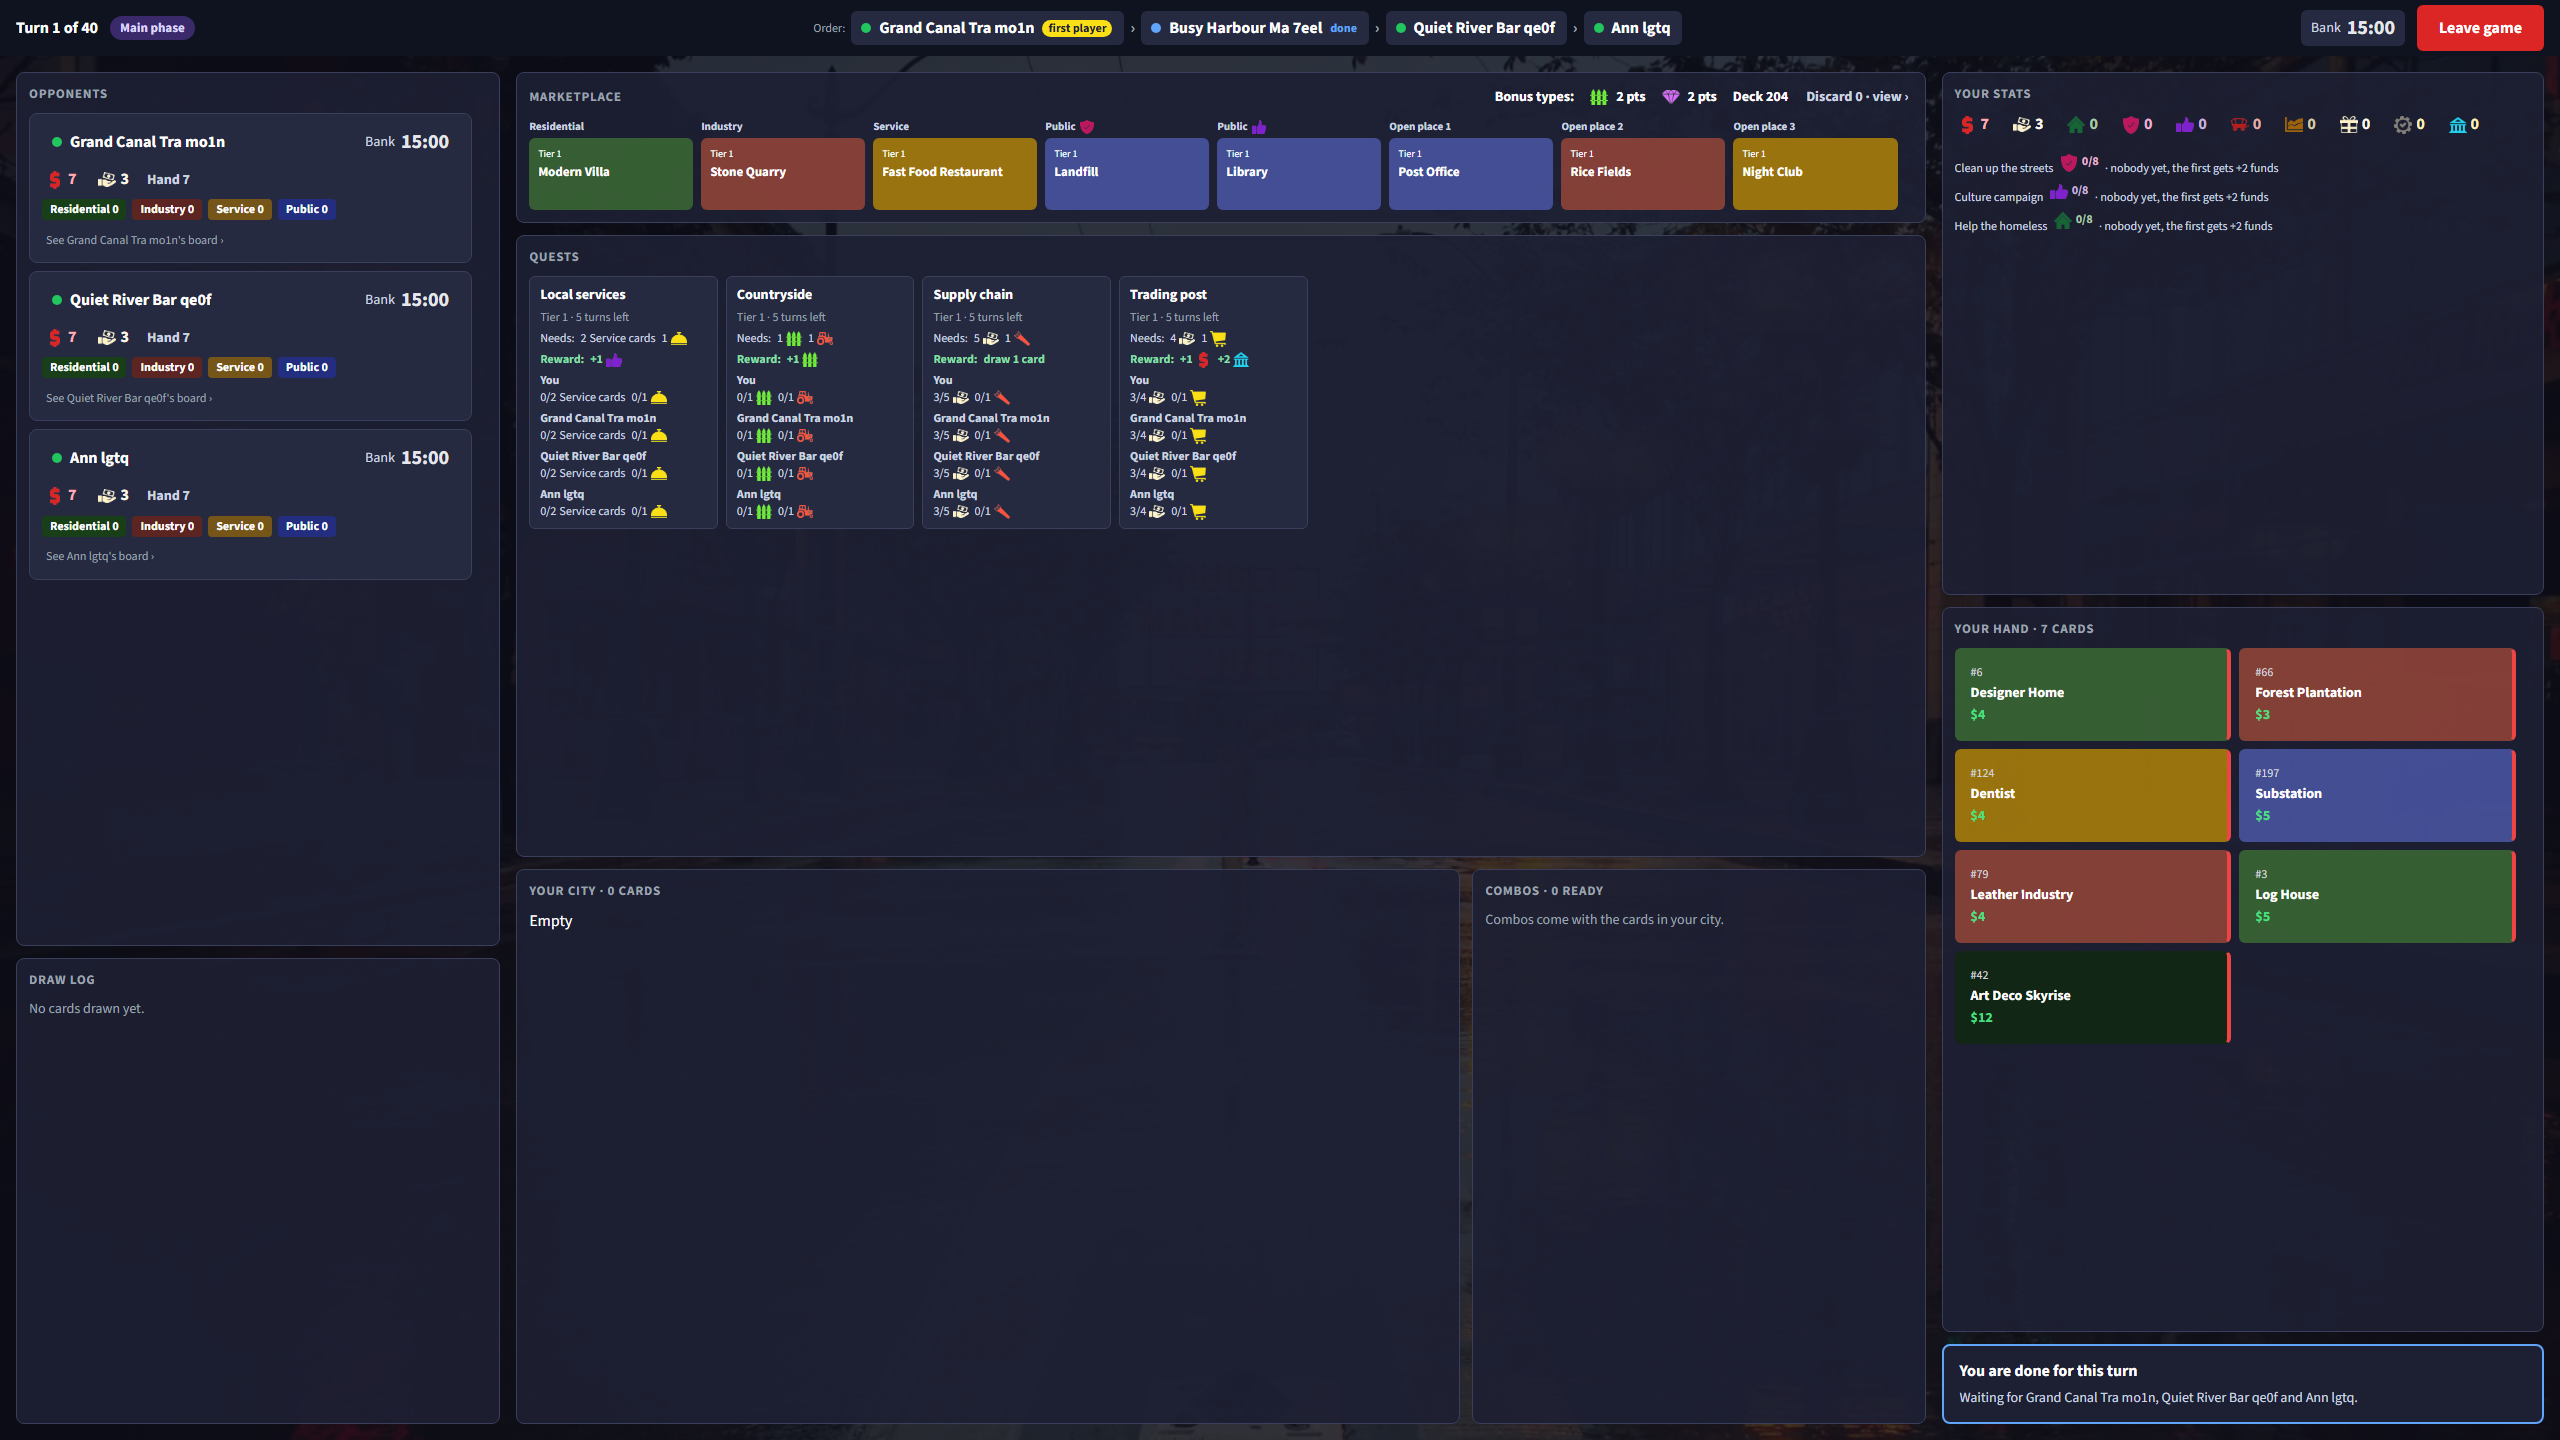 Turn 1 of 40 Main phase
Order: Grand Canal Tra mo1n first player › Busy Harbour Ma 7eel done › Quiet River Bar qe0f › Ann lgtq
Bank 15:00 Leave game
OPPONENTS
Grand Canal Tra mo1n Bank 15:00
7 3 Hand 7
Residential 0 Industry 0 Service 0 Public 0
See Grand Canal Tra mo1n's board ›
Quiet River Bar qe0f Bank 15:00
7 3 Hand 7
Residential 0 Industry 0 Service 0 Public 0
See Quiet River Bar qe0f's board ›
Ann lgtq Bank 15:00
7 3 Hand 7
Residential 0 Industry 0 Service 0 Public 0
See Ann lgtq's board ›
DRAW LOG
No cards drawn yet.
MARKETPLACE
Bonus types: 2 pts 2 pts Deck 204 Discard 0 · view ›
Residential Industry Service Public Public Open place 1 Open place 2 Open place 3
Tier 1 Tier 1 Tier 1 Tier 1 Tier 1 Tier 1 Tier 1 Tier 1
Modern Villa Stone Quarry Fast Food Restaurant Landfill Library Post Office Rice Fields Night Club
QUESTS
Local services
Tier 1 · 5 turns left
Needs: 2 Service cards 1
Reward: +1
You
0/2 Service cards 0/1
Grand Canal Tra mo1n
0/2 Service cards 0/1
Quiet River Bar qe0f
0/2 Service cards 0/1
Ann lgtq
0/2 Service cards 0/1
Countryside
Tier 1 · 5 turns left
Needs: 1 1
Reward: +1
You
0/1 0/1
Grand Canal Tra mo1n
0/1 0/1
Quiet River Bar qe0f
0/1 0/1
Ann lgtq
0/1 0/1
Supply chain
Tier 1 · 5 turns left
Needs: 5 1
Reward: draw 1 card
You
3/5 0/1
Grand Canal Tra mo1n
3/5 0/1
Quiet River Bar qe0f
3/5 0/1
Ann lgtq
3/5 0/1
Trading post
Tier 1 · 5 turns left
Needs: 4 1
Reward: +1 +2
You
3/4 0/1
Grand Canal Tra mo1n
3/4 0/1
Quiet River Bar qe0f
3/4 0/1
Ann lgtq
3/4 0/1
YOUR CITY · 0 CARDS
Empty
COMBOS · 0 READY
Combos come with the cards in your city.
YOUR STATS
7 3 0 0 0 0 0 0 0 0
Clean up the streets 0/8 · nobody yet, the first gets +2 funds
Culture campaign 0/8 · nobody yet, the first gets +2 funds
Help the homeless 0/8 · nobody yet, the first gets +2 funds
YOUR HAND · 7 CARDS
#6
Designer Home
$4
#66
Forest Plantation
$3
#124
Dentist
$4
#197
Substation
$5
#79
Leather Industry
$4
#3
Log House
$5
#42
Art Deco Skyrise
$12
You are done for this turn
Waiting for Grand Canal Tra mo1n, Quiet River Bar qe0f and Ann lgtq.